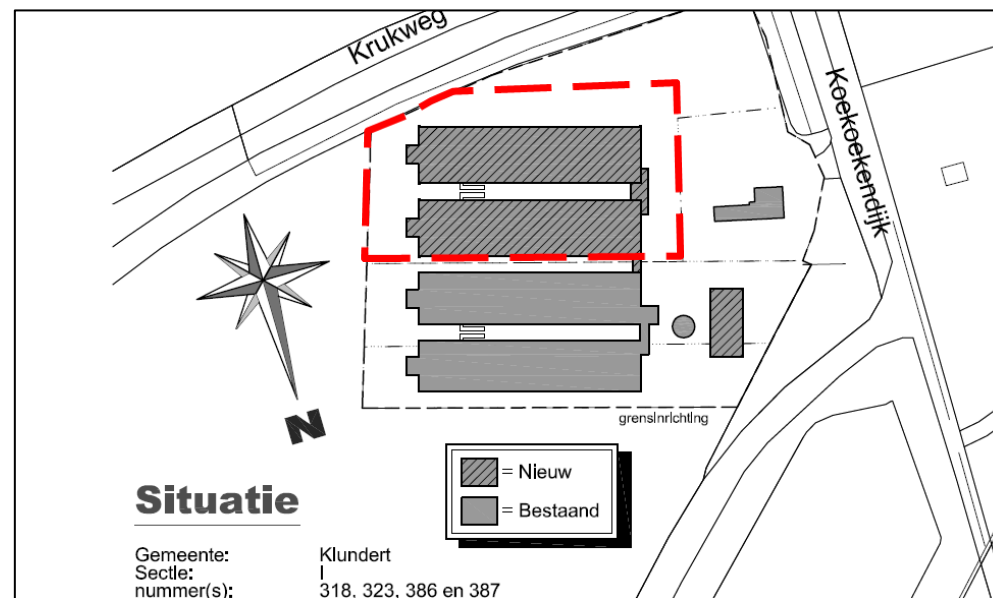 Krukweg
Koekoekendijk
N
grensinrichting
= Nieuw
= Bestaand
Situatie
Gemeente: Klundert
Sectie: I
nummer(s): 318, 323, 386 en 387